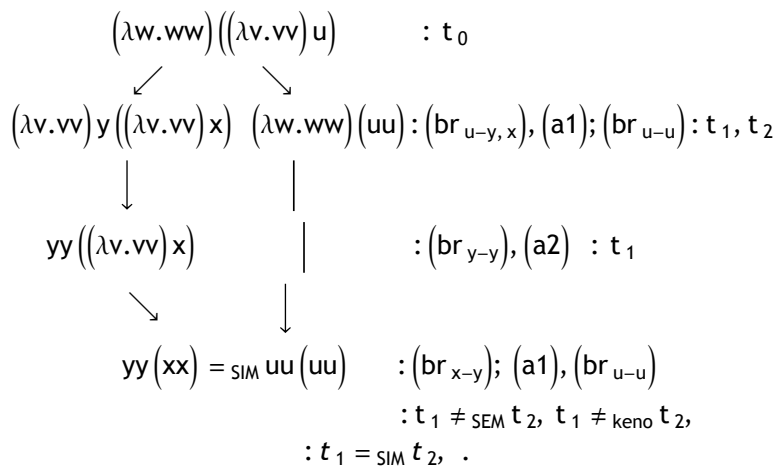 (λw.ww)((λv.vv)u) : t₀
(λv.vv)y((λv.vv)x) (λw.ww)(uu) : (br u−y, x), (a1); (br u−u) : t₁, t₂
yy((λv.vv)x) : (br y−y), (a2) : t₁
yy(xx) = SIM uu(uu) : (br x−y); (a1), (br u−u)
: t₁ ≠ SEM t₂, t₁ ≠ keno t₂,
: t₁ = SIM t₂, .